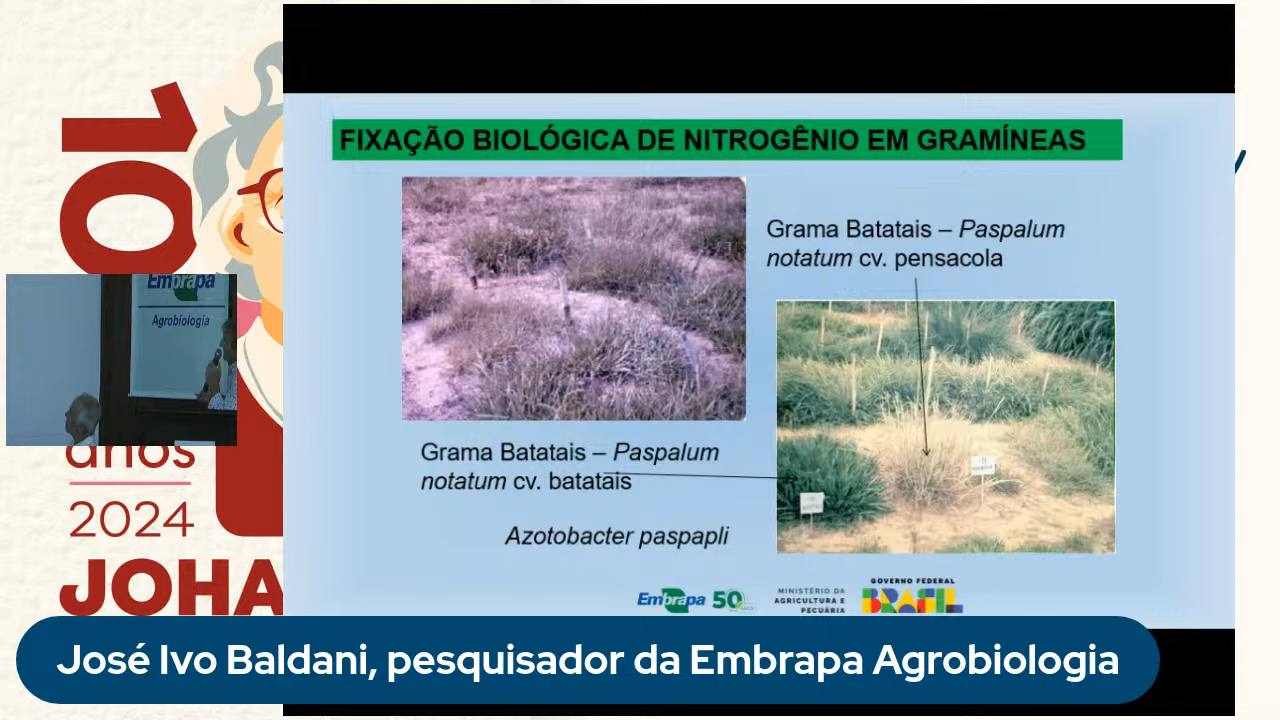 FIXAÇÃO BIOLÓGICA DE NITROGÊNIO EM GRAMÍNEAS
Grama Batatais – Paspalum
notatum cv. pensacola
Grama Batatais – Paspalum
notatum cv. batatais
Azotobacter paspapli
Embrapa 50
MINISTÉRIO DA
AGRICULTURA E
PECUÁRIA
GOVERNO FEDERAL
BRASIL
10
Embrapa
Agrobiologia
anos
2024
JOHA
José Ivo Baldani, pesquisador da Embrapa Agrobiologia